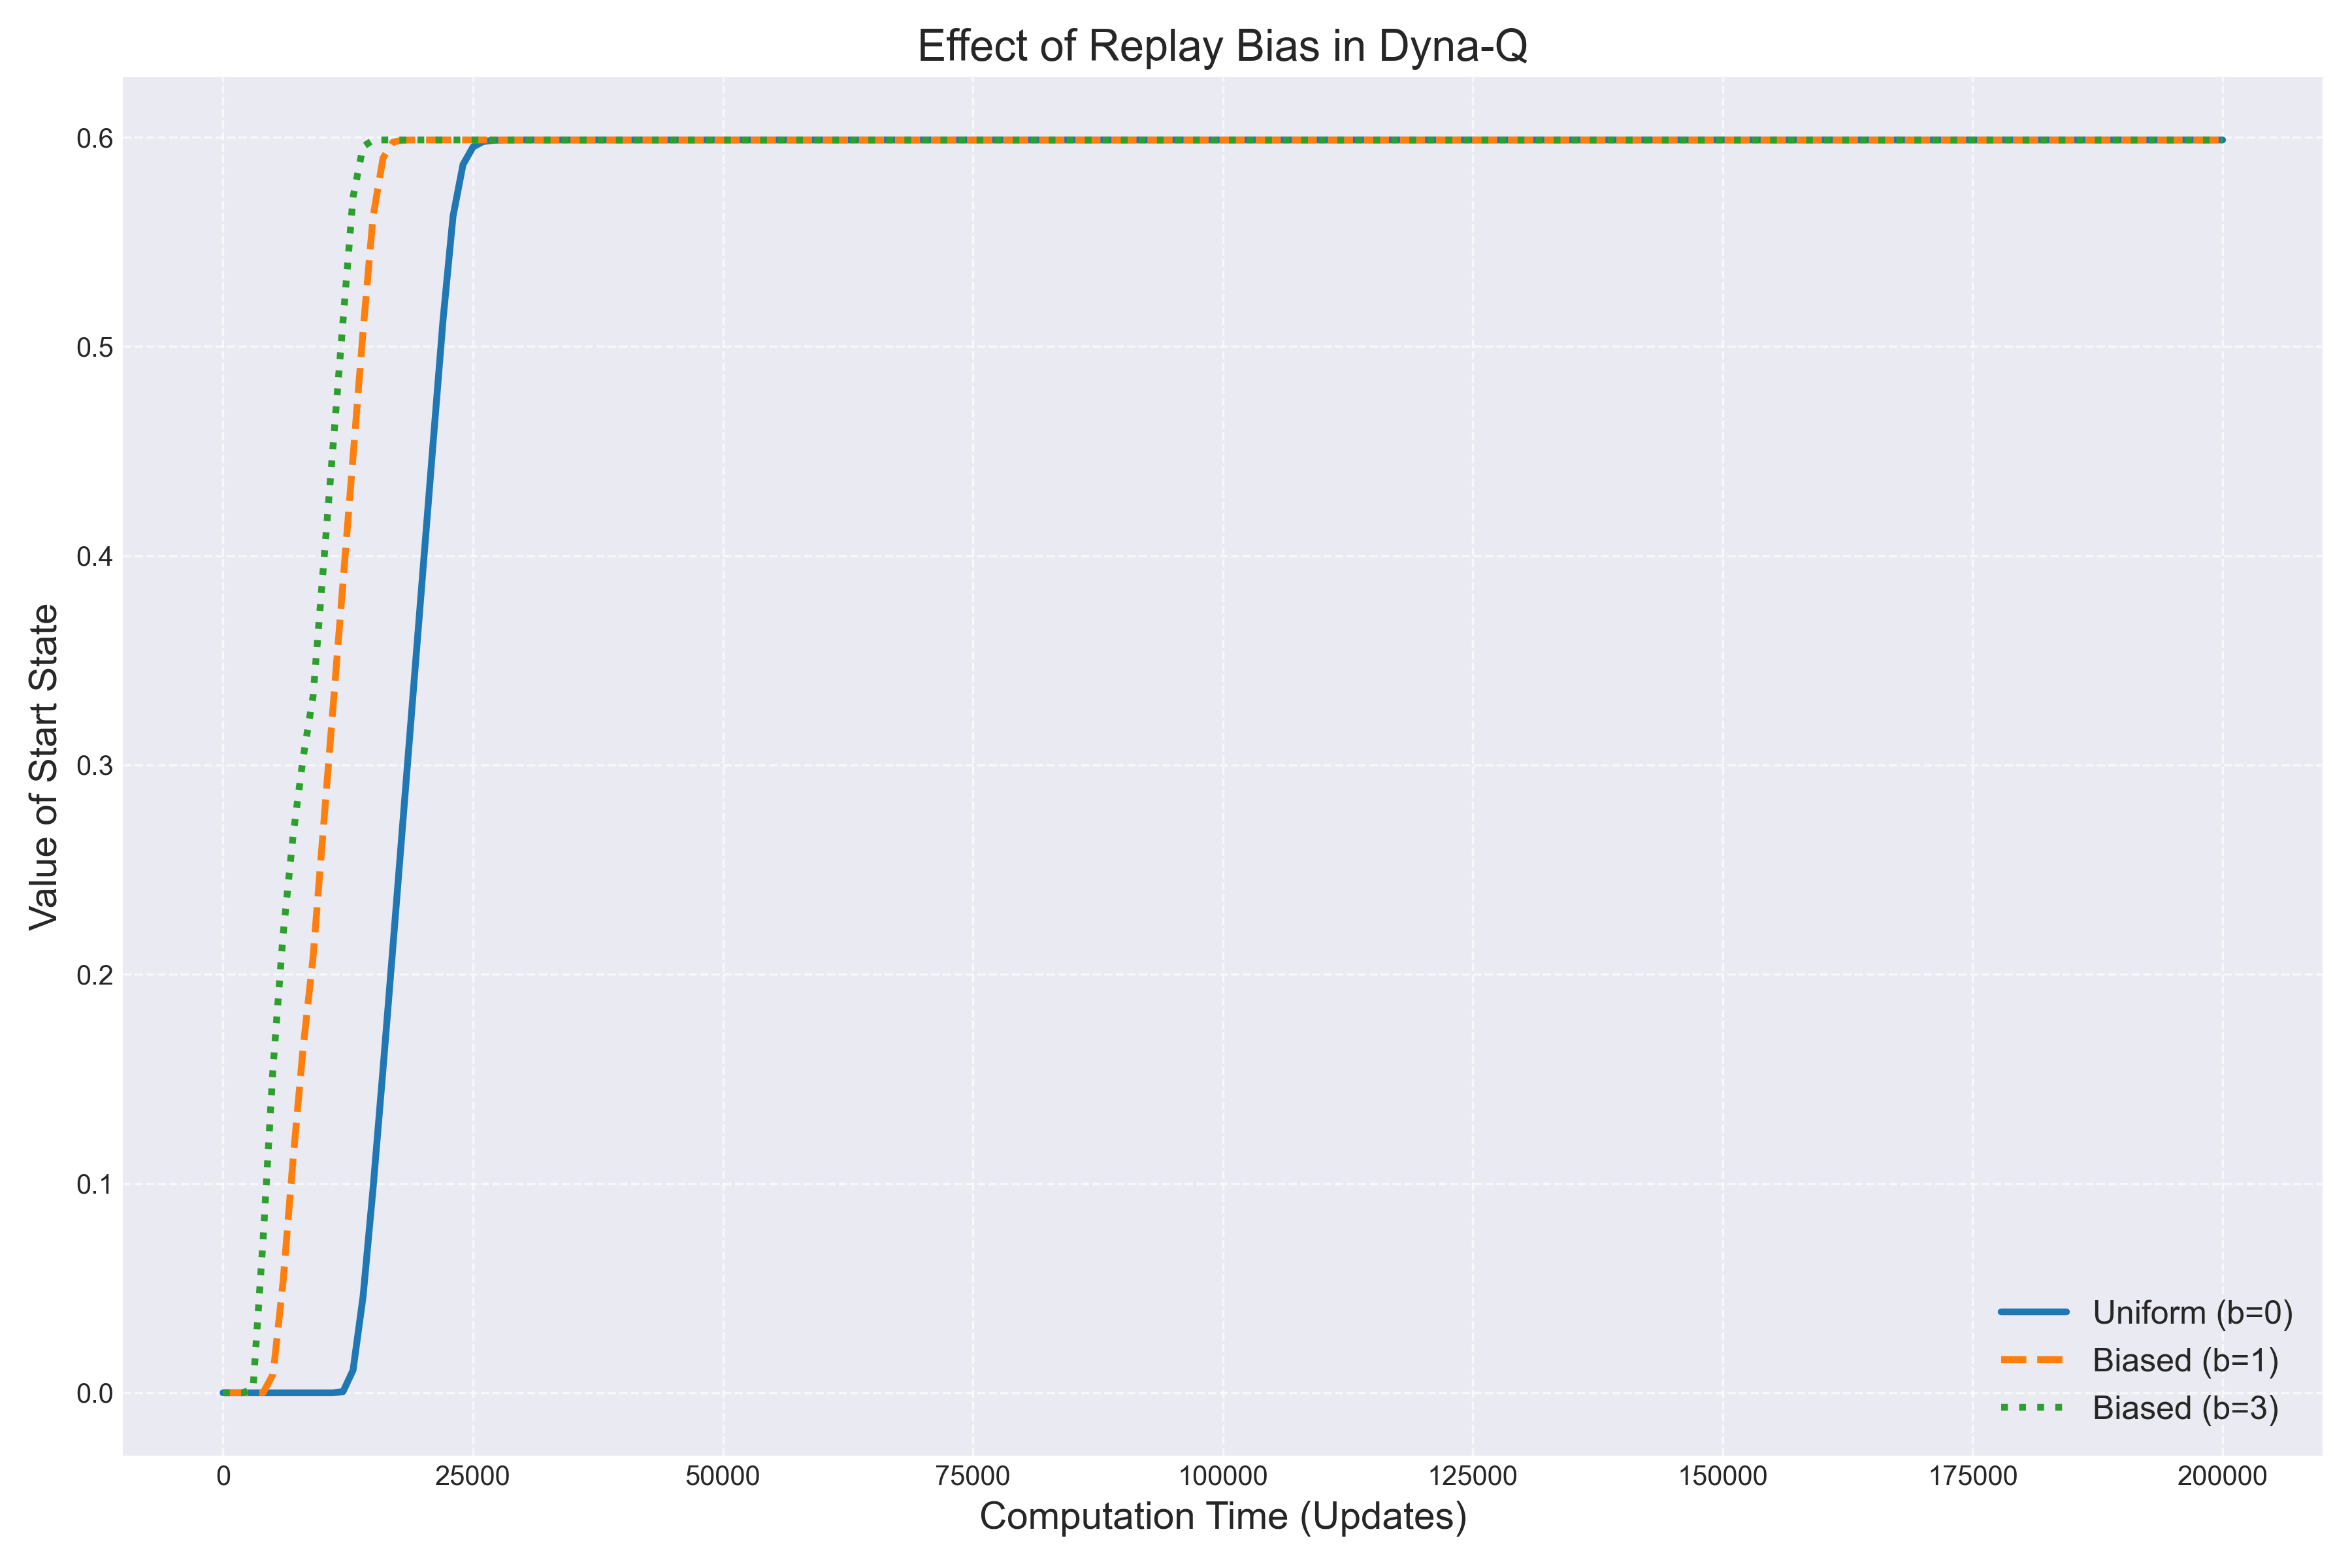 Effect of Replay Bias in Dyna-Q
Value of Start State
0.6
0.5
0.4
0.3
0.2
0.1
0.0
0 25000 50000 75000 100000 125000 150000 175000 200000
Computation Time (Updates)
Uniform (b=0)
Biased (b=1)
Biased (b=3)